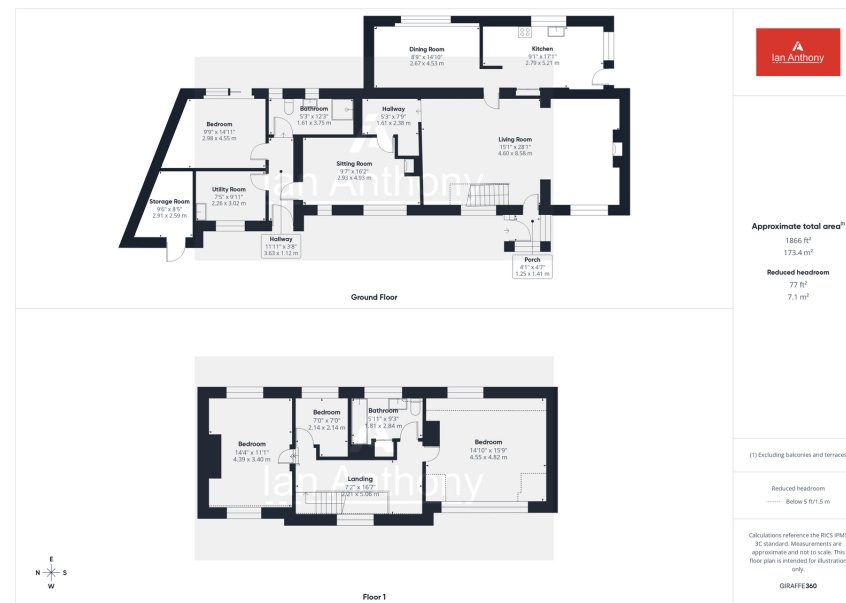 Dining Room
8'9" x 14'10"
2.67 x 4.53 m
Kitchen
9'1" x 17'1"
2.79 x 5.21 m
Bedroom
9'9" x 14'11"
2.98 x 4.55 m
Bathroom
5'3" x 12'3"
1.61 x 3.75 m
Hallway
5'3" x 7'9"
1.61 x 2.38 m
Living Room
15'1" x 28'1"
4.60 x 8.58 m
Sitting Room
9'7" x 16'2"
2.93 x 4.93 m
Utility Room
7'5" x 9'11"
2.26 x 3.02 m
Storage Room
9'6" x 8'5"
2.91 x 2.59 m
Hallway
11'11" x 3'8"
3.63 x 1.12 m
Porch
4'1" x 4'7"
1.25 x 1.41 m
Ian Anthony
Ground Floor
Bedroom
14'4" x 11'1"
4.39 x 3.40 m
Bedroom
7'0" x 7'0"
2.14 x 2.14 m
Bathroom
5'11" x 9'3"
1.81 x 2.84 m
Bedroom
14'10" x 15'9"
4.55 x 4.82 m
Landing
7'2" x 16'7"
2.21 x 5.06 m
Ian Anthony
E
N S
W
Floor 1
Ian Anthony
Approximate total area(1)
1866 ft²
173.4 m²
Reduced headroom
77 ft²
7.1 m²
(1) Excluding balconies and terraces
Reduced headroom
Below 5 ft/1.5 m
Calculations reference the RICS IPMS
3C standard. Measurements are
approximate and not to scale. This
floor plan is intended for illustration
only.
GIRAFFE360